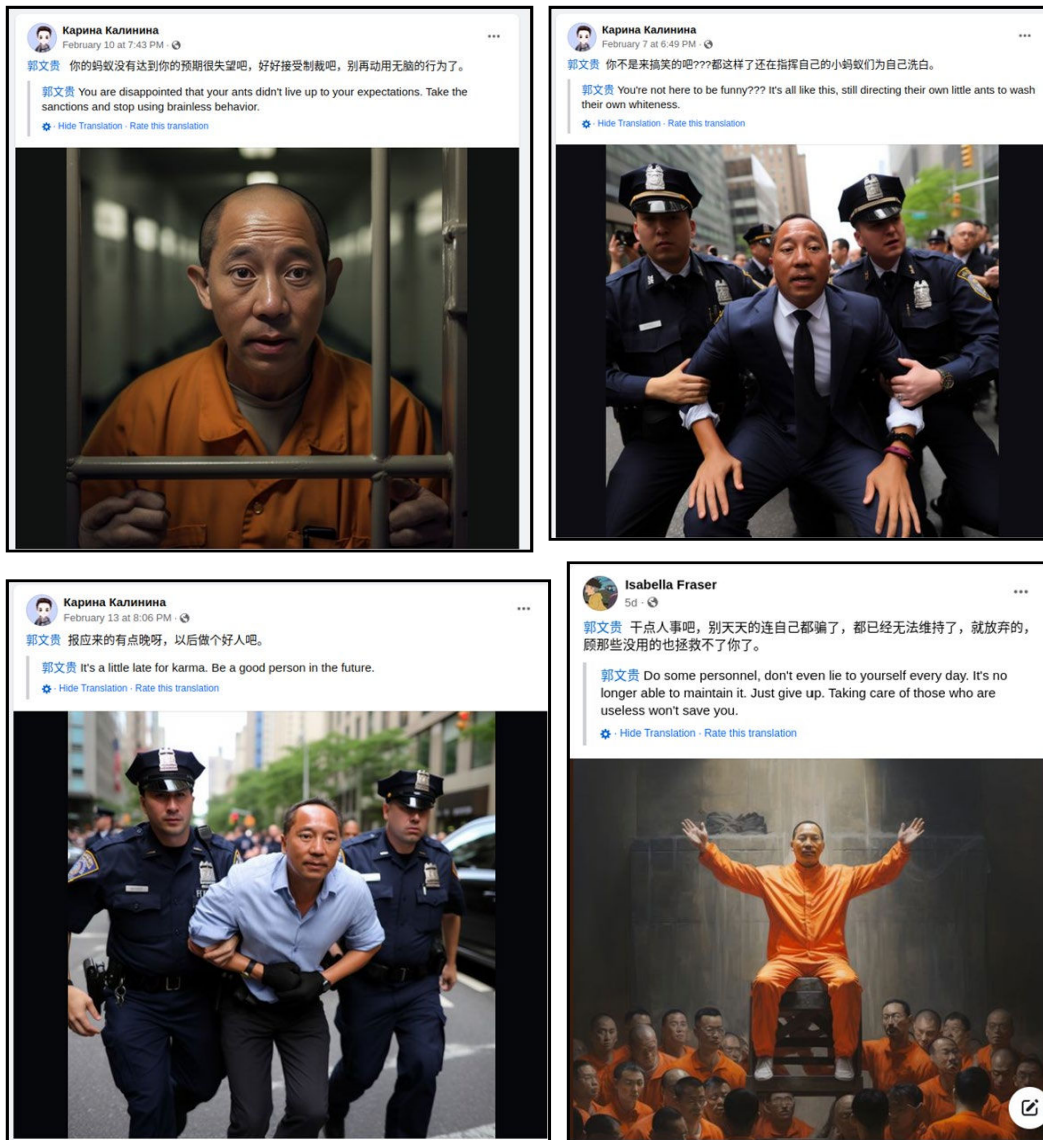 Карина Калинина
February 10 at 7:43 PM ·
郭文贵 你的蚂蚁没有达到你的预期很失望吧，好好接受制裁吧，别再动用无脑的行为了。
郭文贵 You are disappointed that your ants didn't live up to your expectations. Take the
sanctions and stop using brainless behavior.
· Hide Translation · Rate this translation
Карина Калинина
February 7 at 6:49 PM ·
郭文贵 你不是来搞笑的吧???都这样了还在指挥自己的小蚂蚁们为自己洗白。
郭文贵 You're not here to be funny??? It's all like this, still directing their own little ants to wash
their own whiteness.
· Hide Translation · Rate this translation
Карина Калинина
February 13 at 8:06 PM ·
郭文贵 报应来的有点晚呀，以后做个好人吧。
郭文贵 It's a little late for karma. Be a good person in the future.
· Hide Translation · Rate this translation
Isabella Fraser
5d ·
郭文贵 干点人事吧，别天天的连自己都骗了，都已经无法维持了，就放弃的，
顾那些没用的也拯救不了你了。
郭文贵 Do some personnel, don't even lie to yourself every day. It's no
longer able to maintain it. Just give up. Taking care of those who are
useless won't save you.
· Hide Translation · Rate this translation